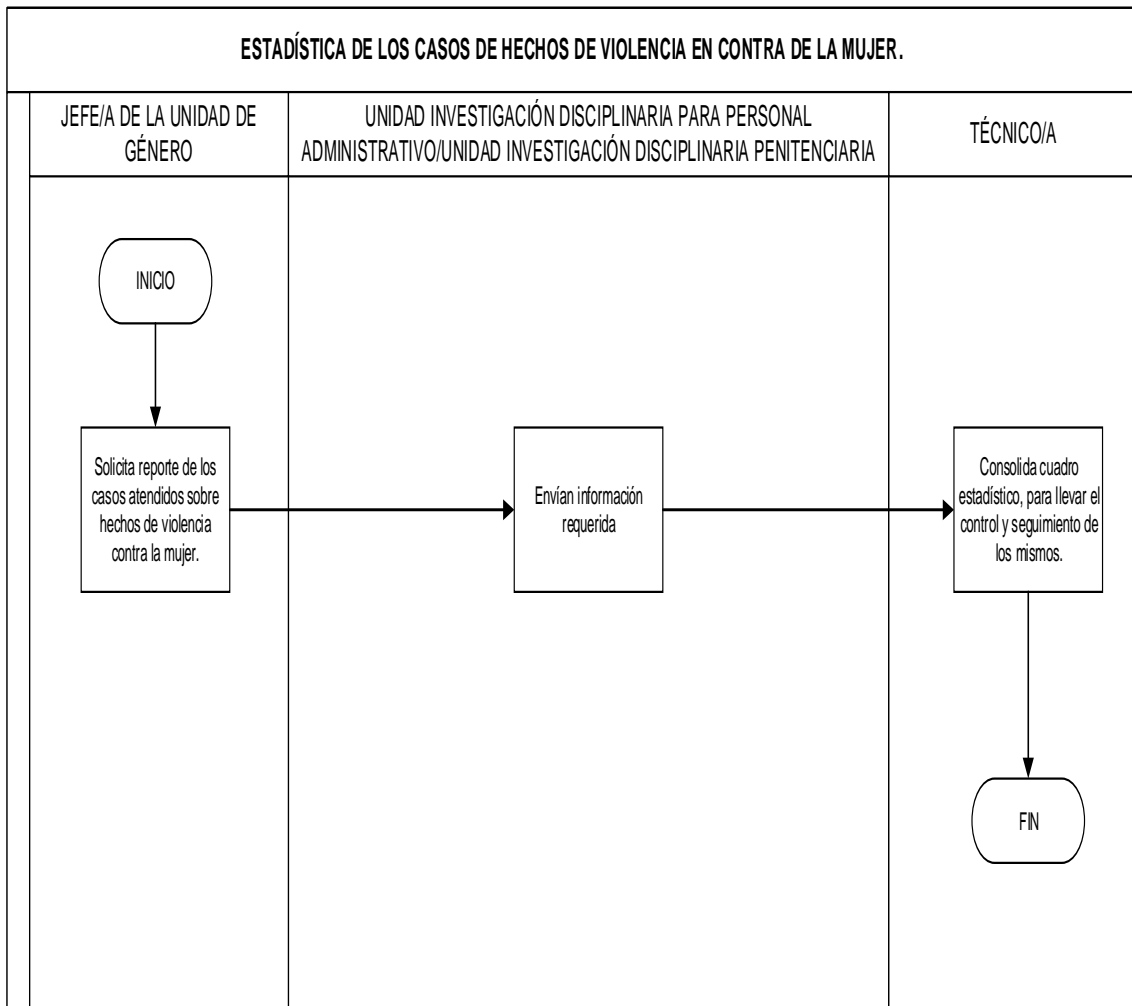 ESTADÍSTICA DE LOS CASOS DE HECHOS DE VIOLENCIA EN CONTRA DE LA MUJER.
JEFE/A DE LA UNIDAD DE
GÉNERO
UNIDAD INVESTIGACIÓN DISCIPLINARIA PARA PERSONAL
ADMINISTRATIVO/UNIDAD INVESTIGACIÓN DISCIPLINARIA PENITENCIARIA
TÉCNICO/A
INICIO
Solicita reporte de los
casos atendidos sobre
hechos de violencia
contra la mujer.
Envían información
requerida
Consolida cuadro
estadístico, para llevar el
control y seguimiento de
los mismos.
FIN